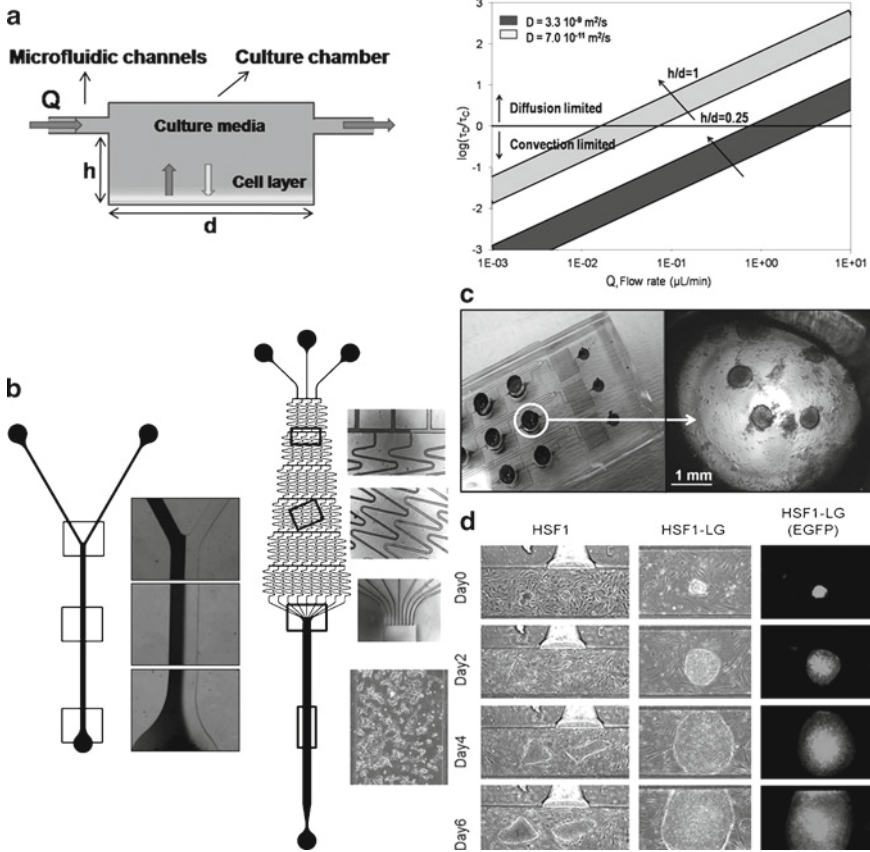 a
Microfluidic channels
Culture chamber
Q
Culture media
h
Cell layer
d
3
2
1
0
-1
-2
-3
log(τD/τC)
D = 3.3 10⁻⁹ m²/s
D = 7.0 10⁻¹¹ m²/s
h/d=1
Diffusion limited
h/d=0.25
Convection limited
1E-03
1E-02
1E-01
1E+00
1E+01
Q, Flow rate (µL/min)
b
c
1 mm
d
HSF1
HSF1-LG
HSF1-LG
(EGFP)
Day0
Day2
Day4
Day6